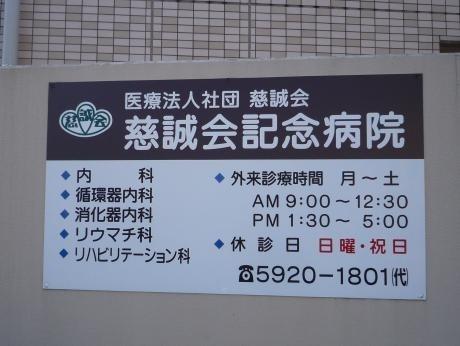 医療法人社団 慈誠会
慈誠会
慈誠会記念病院
◆内科
◆循環器内科
◆消化器内科
◆リウマチ科
◆リハビリテーション科
◆外来診療時間 月～土
AM 9:00～12:30
PM 1:30～ 5:00
◆休診日 日曜・祝日
☎5920-1801㈹